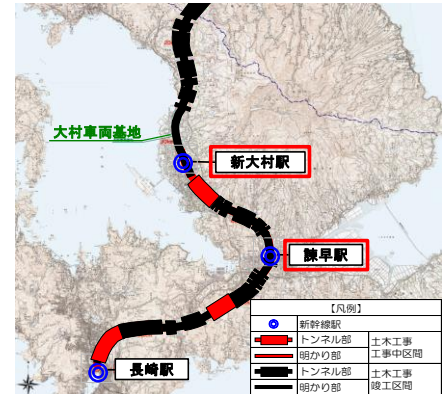 大村車両基地
新大村駅
諫早駅
長崎駅
【凡例】
新幹線駅
トンネル部
明かり部
土木工事
工事中区間
トンネル部
明かり部
土木工事
竣工区間